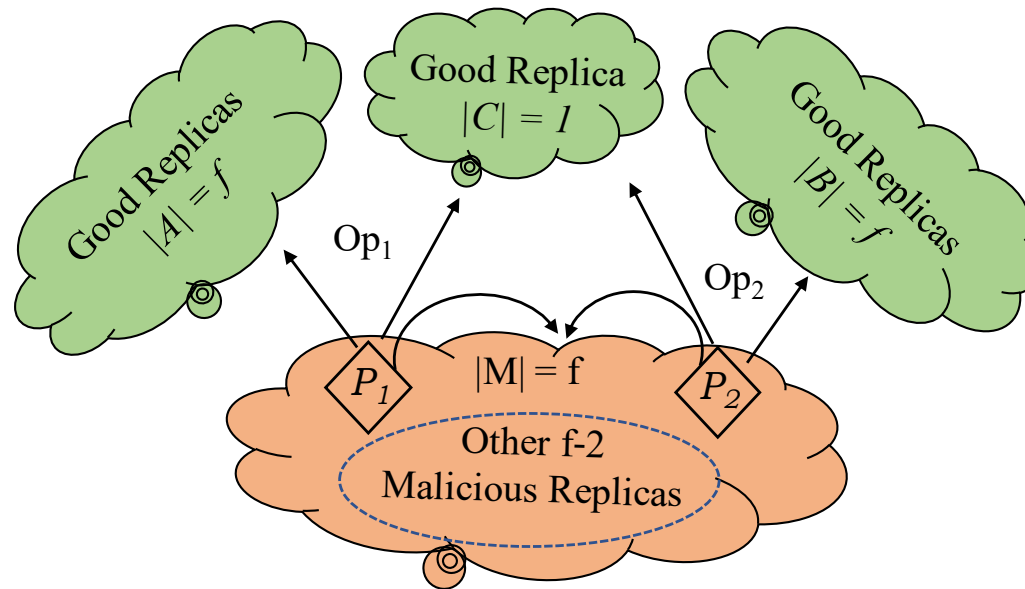 Good Replicas
|A| = f
Good Replica
|C| = 1
Good Replicas
|B| = f
Op₁
Op₂
P₁
|M| = f
P₂
Other f-2
Malicious Replicas